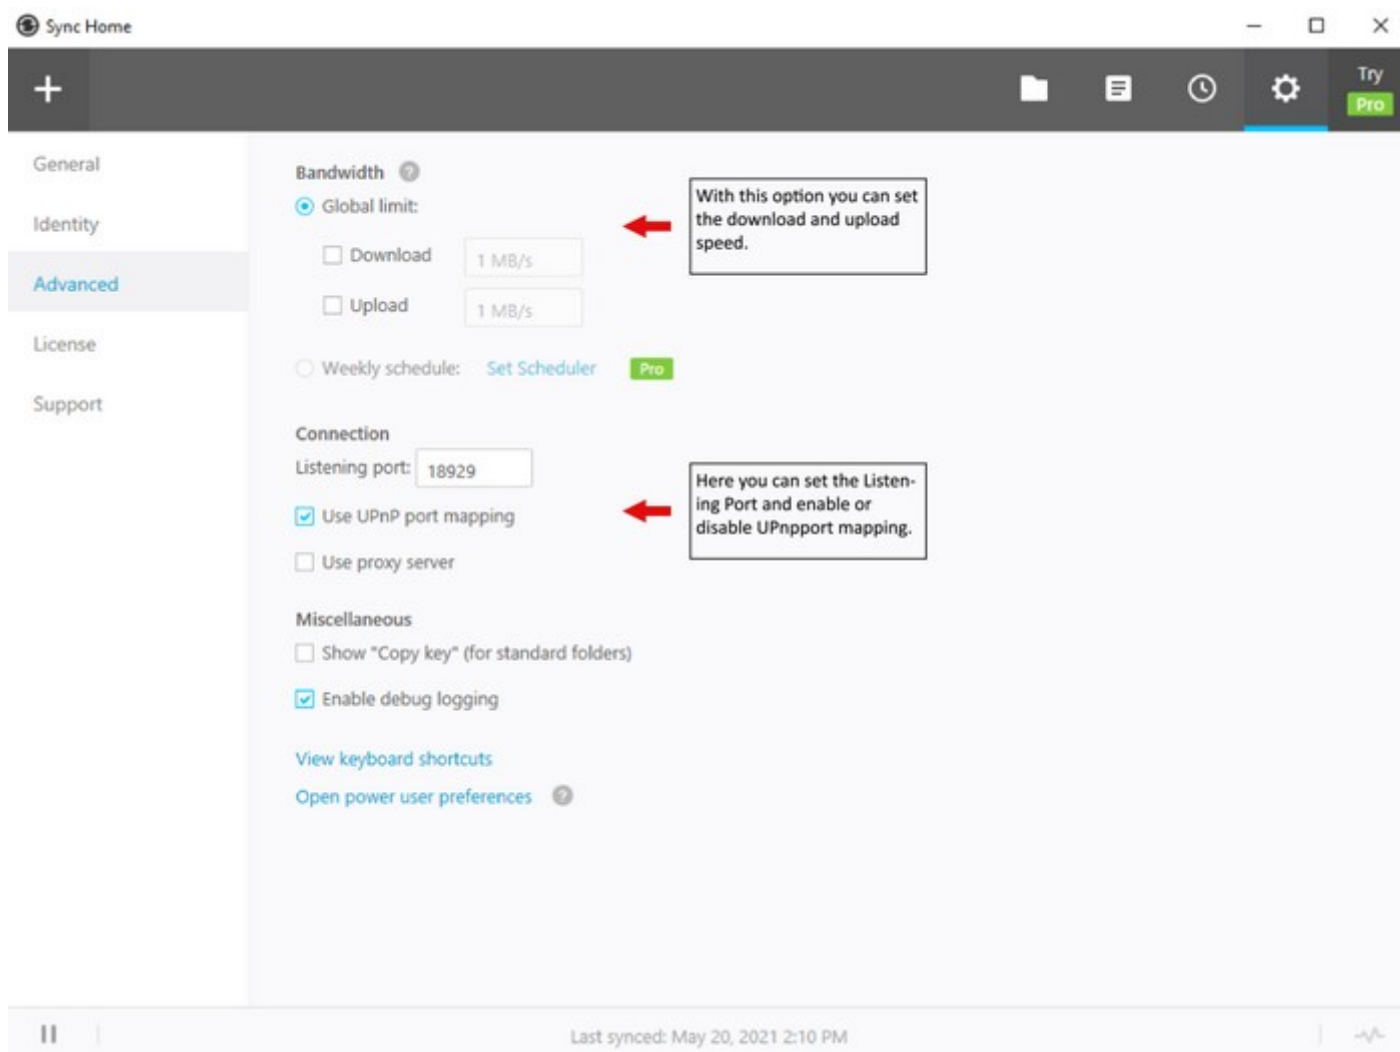 Sync Home
Try
Pro
General
Identity
Advanced
License
Support
Bandwidth ?
Global limit:
Download 1 MB/s
Upload 1 MB/s
Weekly schedule: Set Scheduler Pro
With this option you can set
the download and upload
speed.
Connection
Listening port: 18929
Use UPnP port mapping
Use proxy server
Here you can set the Listen-
ing Port and enable or
disable UPnpport mapping.
Miscellaneous
Show "Copy key" (for standard folders)
Enable debug logging
View keyboard shortcuts
Open power user preferences ?
Last synced: May 20, 2021 2:10 PM